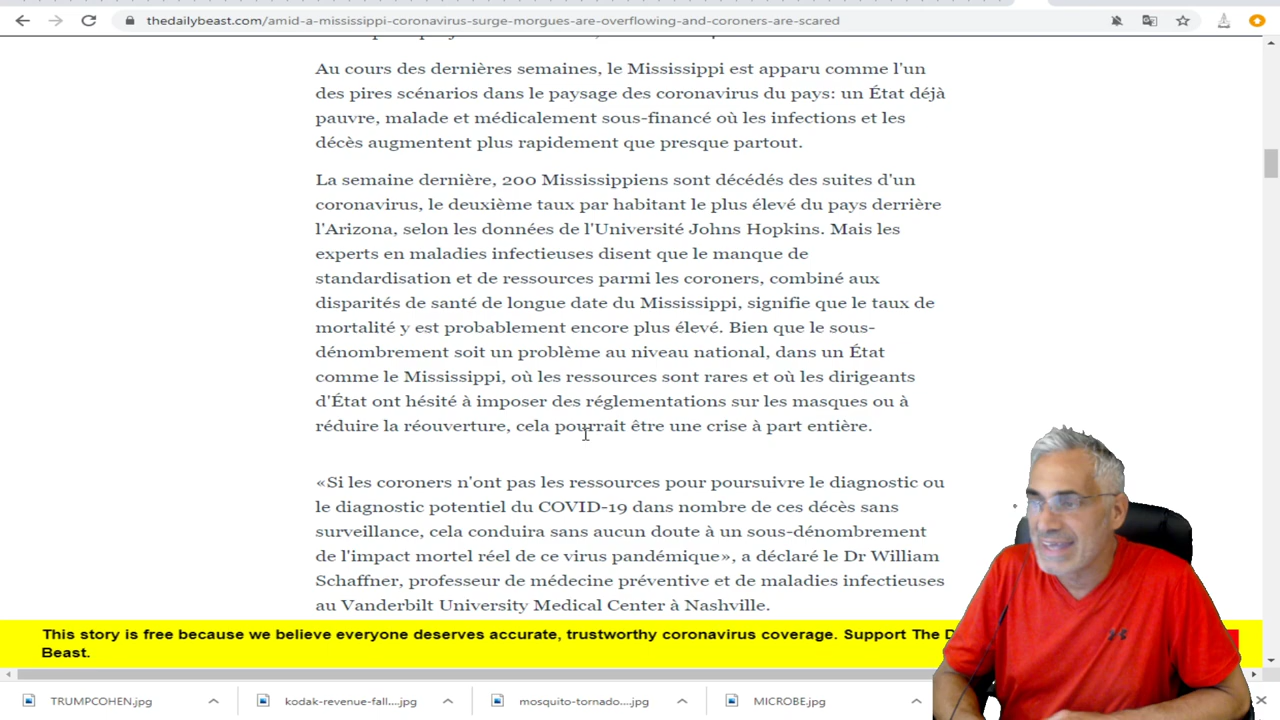 thedailybeast.com/amid-a-mississippi-coronavirus-surge-morgues-are-overflowing-and-coroners-are-scared
Au cours des dernières semaines, le Mississippi est apparu comme l'un
des pires scénarios dans le paysage des coronavirus du pays: un État déjà
pauvre, malade et médicalement sous-financé où les infections et les
décès augmentent plus rapidement que presque partout.
La semaine dernière, 200 Mississippiens sont décédés des suites d'un
coronavirus, le deuxième taux par habitant le plus élevé du pays derrière
l'Arizona, selon les données de l'Université Johns Hopkins. Mais les
experts en maladies infectieuses disent que le manque de
standardisation et de ressources parmi les coroners, combiné aux
disparités de santé de longue date du Mississippi, signifie que le taux de
mortalité y est probablement encore plus élevé. Bien que le sous-
dénombrement soit un problème au niveau national, dans un État
comme le Mississippi, où les ressources sont rares et où les dirigeants
d'État ont hésité à imposer des réglementations sur les masques ou à
réduire la réouverture, cela pourrait être une crise à part entière.
«Si les coroners n'ont pas les ressources pour poursuivre le diagnostic ou
le diagnostic potentiel du COVID-19 dans nombre de ces décès sans
surveillance, cela conduira sans aucun doute à un sous-dénombrement
de l'impact mortel réel de ce virus pandémique», a déclaré le Dr William
Schaffner, professeur de médecine préventive et de maladies infectieuses
au Vanderbilt University Medical Center à Nashville.
This story is free because we believe everyone deserves accurate, trustworthy coronavirus coverage. Support The
Beast.
TRUMPCOHEN.jpg
kodak-revenue-fall....jpg
mosquito-tornado....jpg
MICROBE.jpg